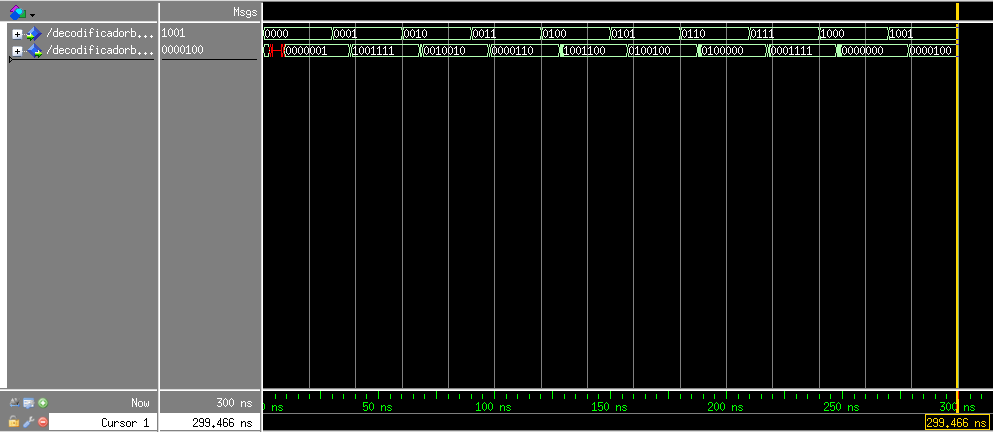 Msgs
/decodificadorb... 1001 0000 0001 0010 0011 0100 0101 0110 0111 1000 1001
/decodificadorb... 0000100 0000001 1001111 0010010 0000110 1001100 0100100 0100000 0001111 0000000 0000100
Now 300 ns ns 50 ns 100 ns 150 ns 200 ns 250 ns 300 ns
Cursor 1 299.466 ns 299.466 ns